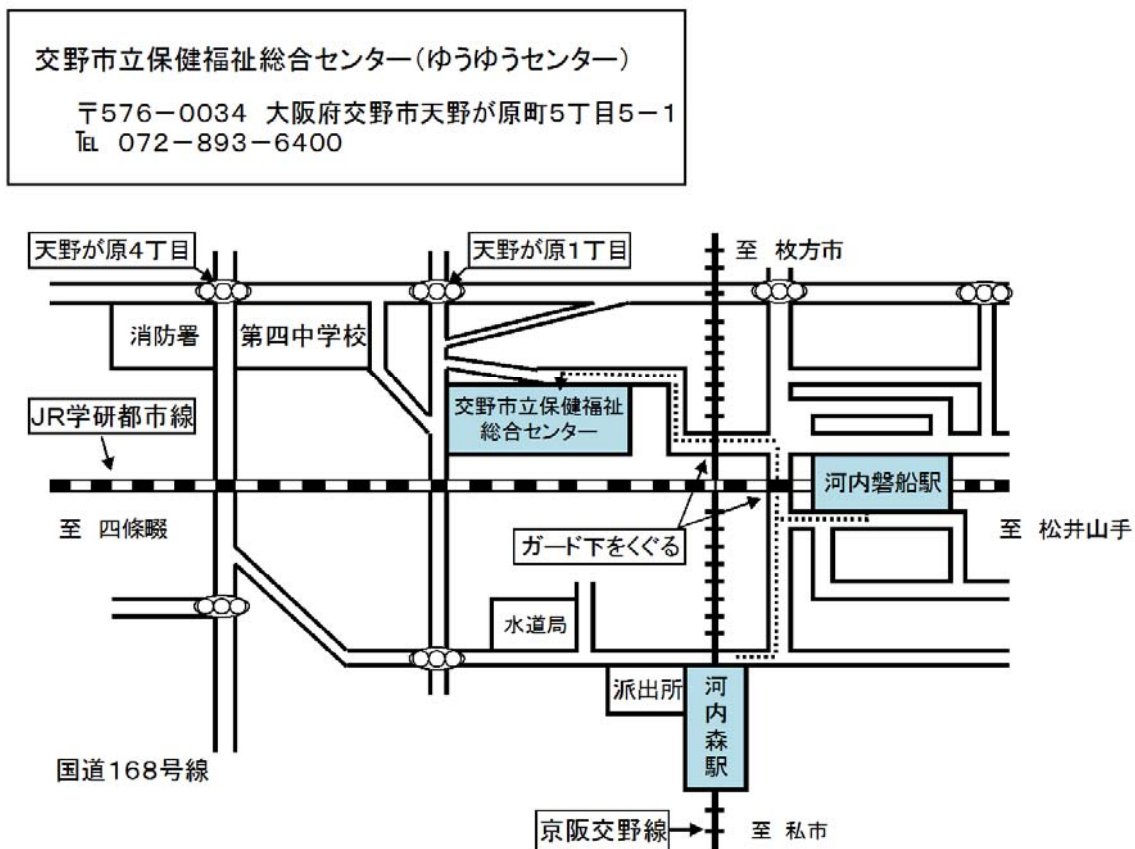 交野市立保健福祉総合センター(ゆうゆうセンター)
〒576-0034 大阪府交野市天野が原町5丁目5-1
℡ 072-893-6400
天野が原4丁目
天野が原1丁目
至 枚方市
消防署
第四中学校
JR学研都市線
交野市立保健福祉
総合センター
河内磐船駅
至 四條畷
ガード下をくぐる
至 松井山手
水道局
派出所
河内森駅
国道168号線
京阪交野線
至 私市